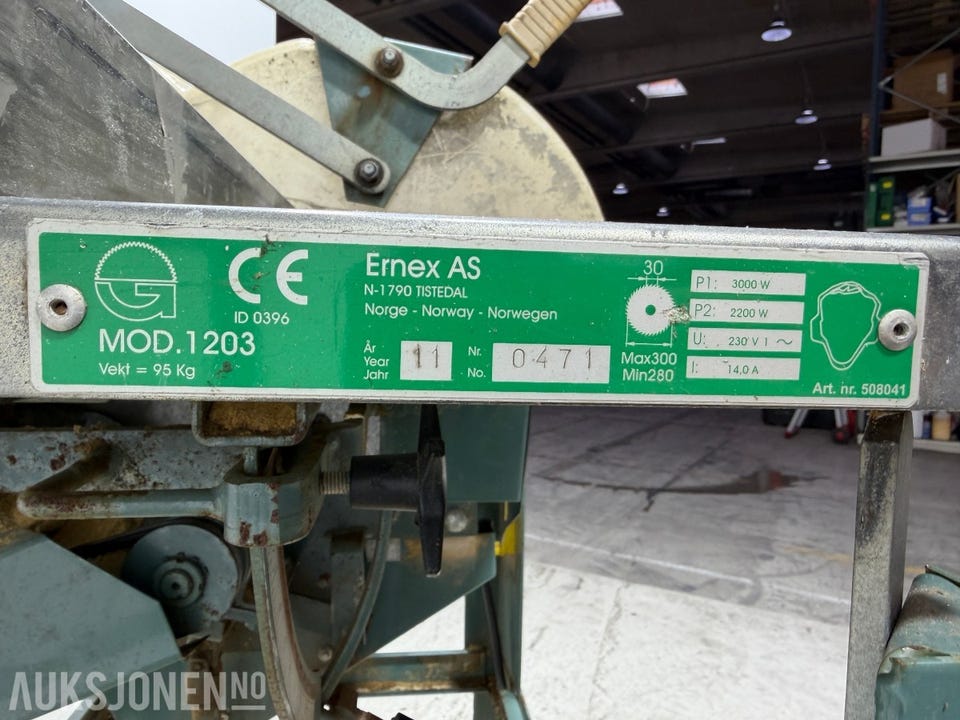 CE
ID 0396
MOD.1203
Vekt = 95 Kg
Ernex AS
N-1790 TISTEDAL
Norge - Norway - Norwegen
År
Year
Jahr
11
Nr.
No.
0471
30
Max300
Min280
P1: 3000 W
P2: 2200 W
U: 230 V 1 ~
I: 14,0 A
Art. nr. 508041
AUKSJONEN.NO